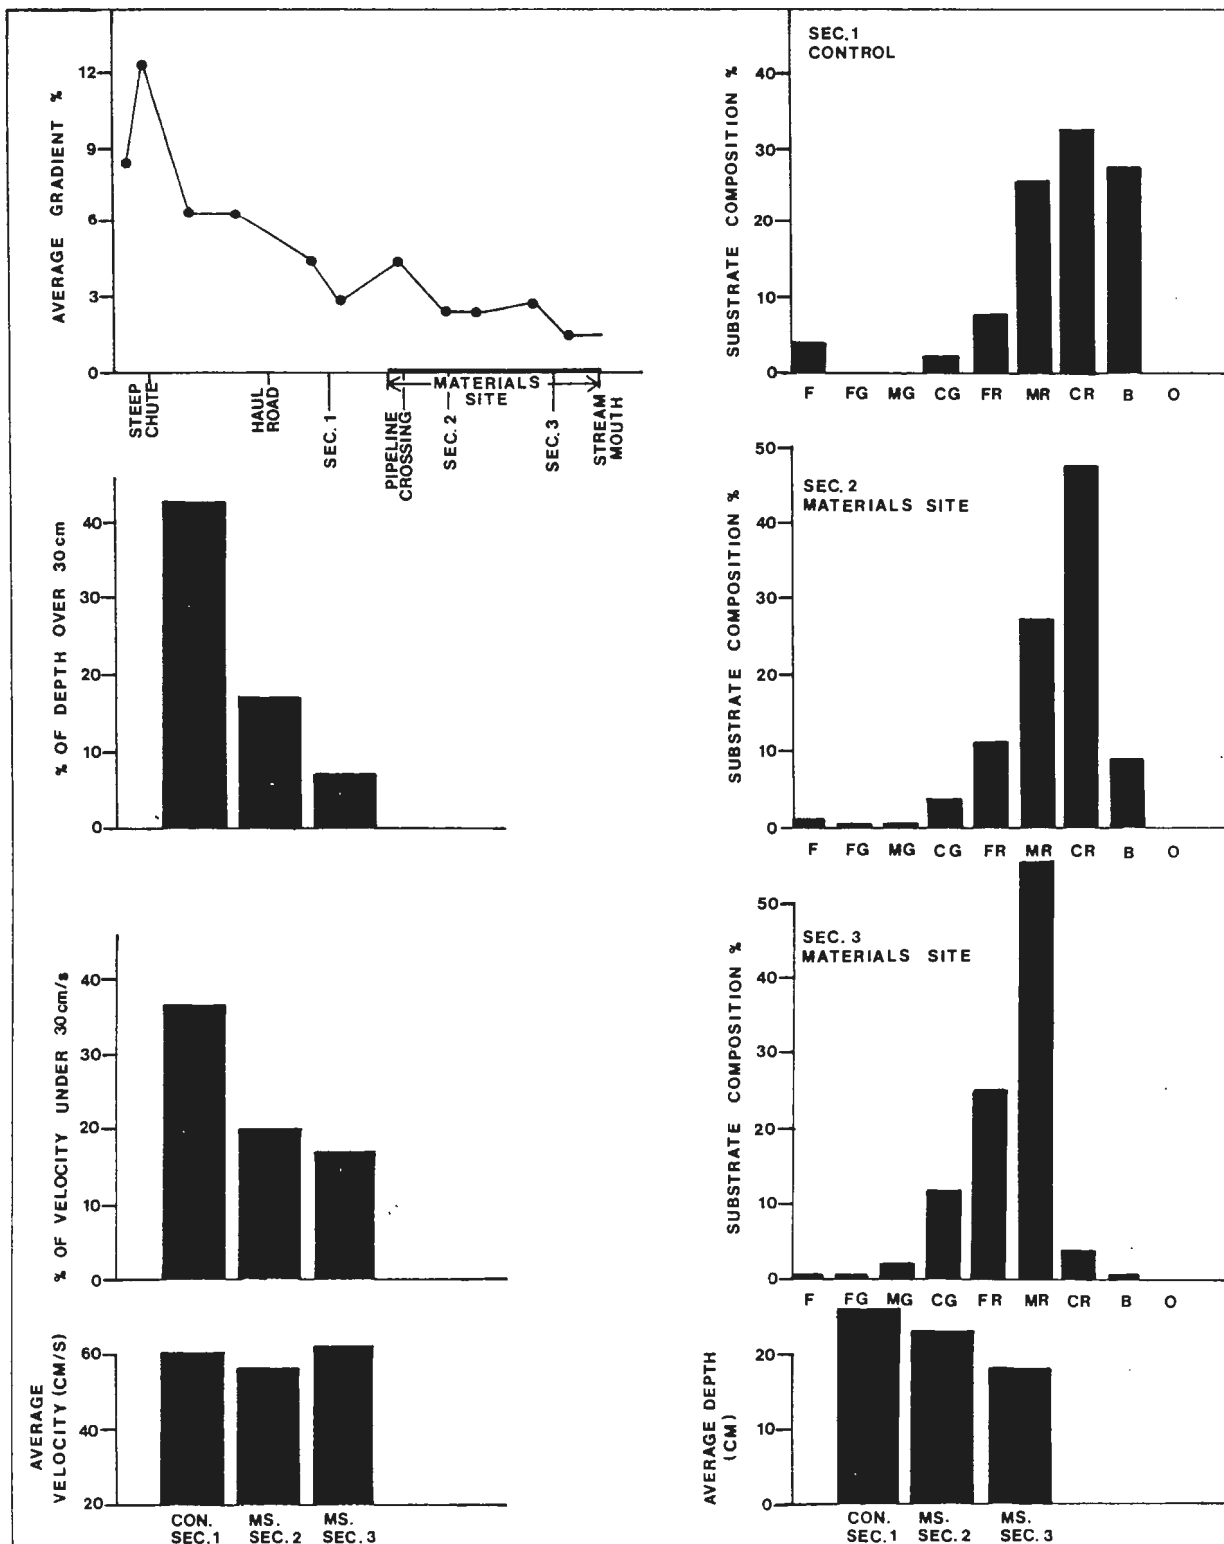 AVERAGE GRADIENT %
12
9
6
3
0
STEEP
CHUTE
HAUL
ROAD
SEC. 1
MATERIALS
SITE
PIPELINE
CROSSING
SEC. 2
SEC. 3
STREAM
MOUTH
% OF DEPTH OVER 30cm
40
30
20
10
0
% OF VELOCITY UNDER 30cm/s
40
30
20
10
0
AVERAGE
VELOCITY (CM/S)
60
40
20
CON.
SEC.1
MS.
SEC.2
MS.
SEC.3
SEC. 1
CONTROL
SUBSTRATE COMPOSITION %
40
30
20
10
0
F FG MG CG FR MR CR B O
SEC. 2
MATERIALS SITE
SUBSTRATE COMPOSITION %
50
40
30
20
10
0
F FG MG CG FR MR CR B O
SEC. 3
MATERIALS SITE
SUBSTRATE COMPOSITION %
50
40
30
20
10
0
F FG MG CG FR MR CR B O
AVERAGE DEPTH
(CM)
20
10
0
CON.
SEC.1
MS.
SEC.2
MS.
SEC.3